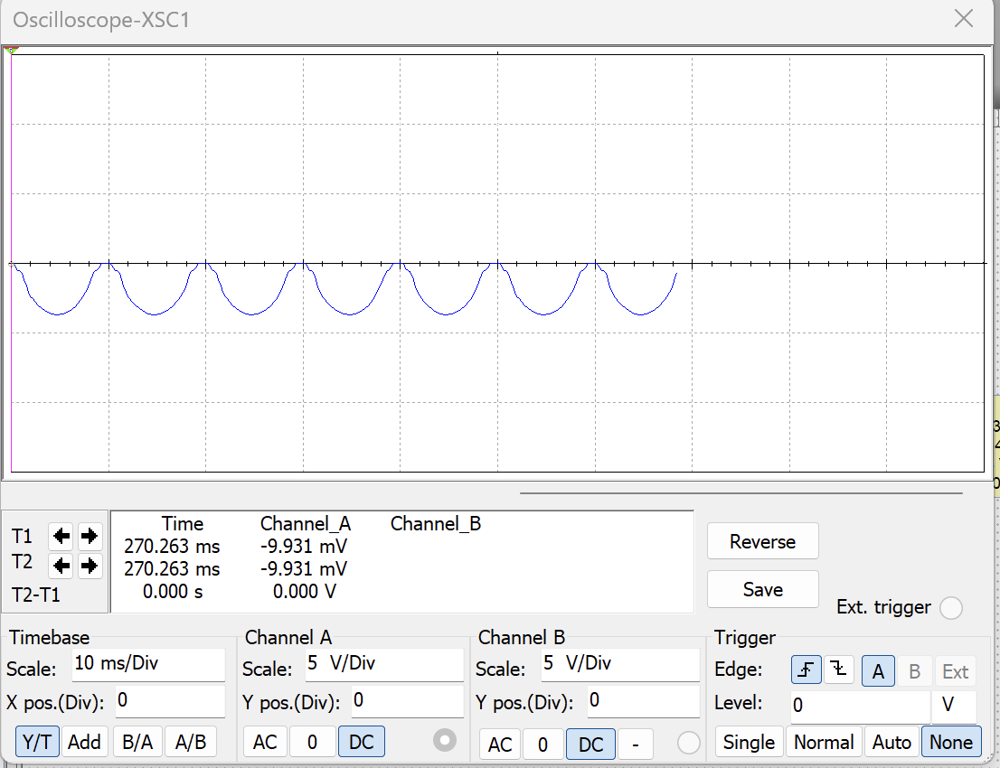 Oscilloscope-XSC1
Time Channel_A Channel_B
T1 270.263 ms -9.931 mV
T2 270.263 ms -9.931 mV
T2-T1 0.000 s 0.000 V
Reverse
Save
Ext. trigger
Timebase
Scale: 10 ms/Div
X pos.(Div): 0
Y/T Add B/A A/B
Channel A
Scale: 5 V/Div
Y pos.(Div): 0
AC 0 DC
Channel B
Scale: 5 V/Div
Y pos.(Div): 0
AC 0 DC -
Trigger
Edge: A B Ext
Level: 0 V
Single Normal Auto None